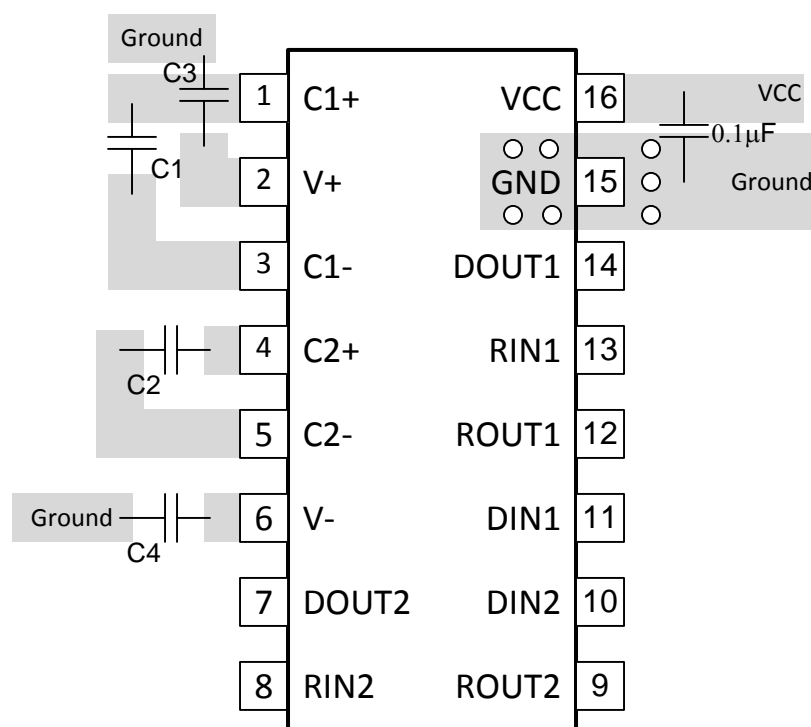 Ground
C3
1 C1+ VCC 16 VCC
C1 0.1µF
2 V+ GND 15 Ground
3 C1- DOUT1 14
4 C2+ RIN1 13
C2
5 C2- ROUT1 12
Ground 6 V- DIN1 11
C4
7 DOUT2 DIN2 10
8 RIN2 ROUT2 9